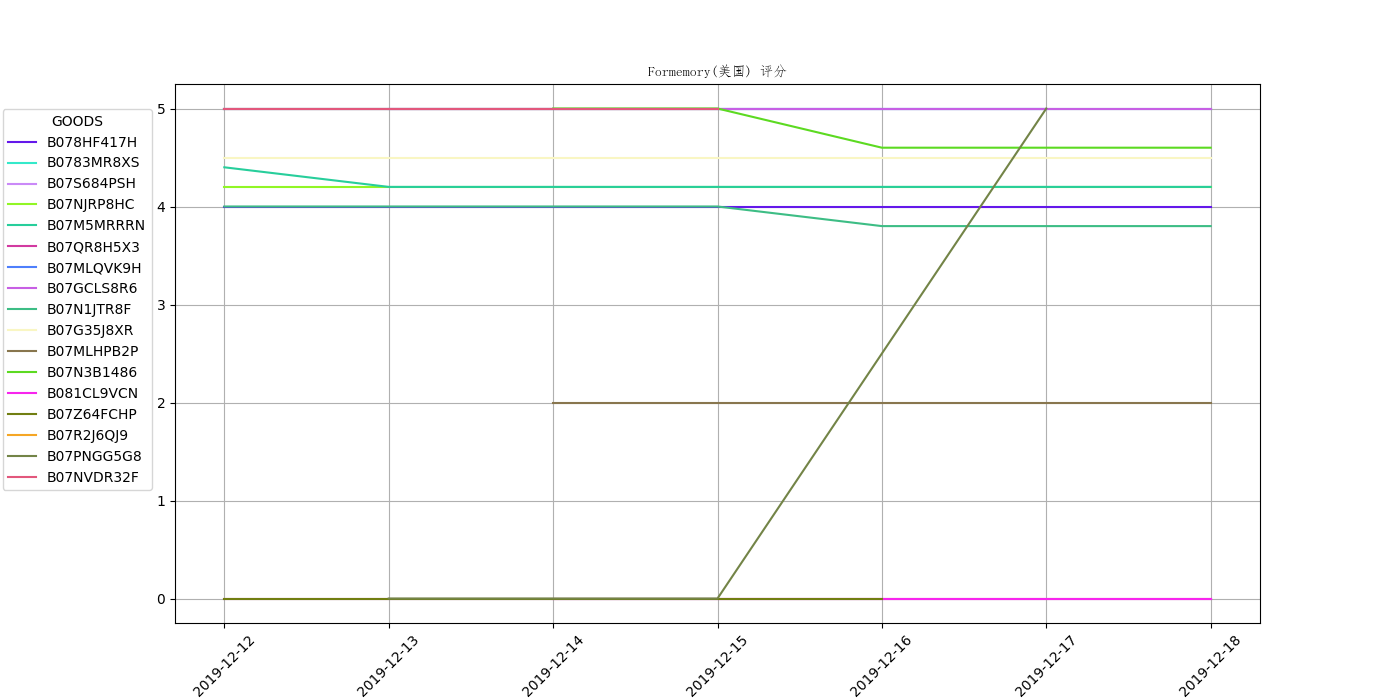 Formemory(美国) 评分
GOODS
B078HF417H
B0783MR8XS
B07S684PSH
B07NJRP8HC
B07M5MRRRN
B07QR8H5X3
B07MLQVK9H
B07GCLS8R6
B07N1JTR8F
B07G35J8XR
B07MLHPB2P
B07N3B1486
B081CL9VCN
B07Z64FCHP
B07R2J6QJ9
B07PNGG5G8
B07NVDR32F
5
4
3
2
1
0
2019-12-12
2019-12-13
2019-12-14
2019-12-15
2019-12-16
2019-12-17
2019-12-18